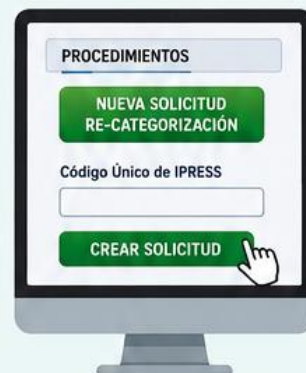 PROCEDIMIENTOS
NUEVA SOLICITUD
RE-CATEGORIZACIÓN
Código Único de IPRESS
CREAR SOLICITUD